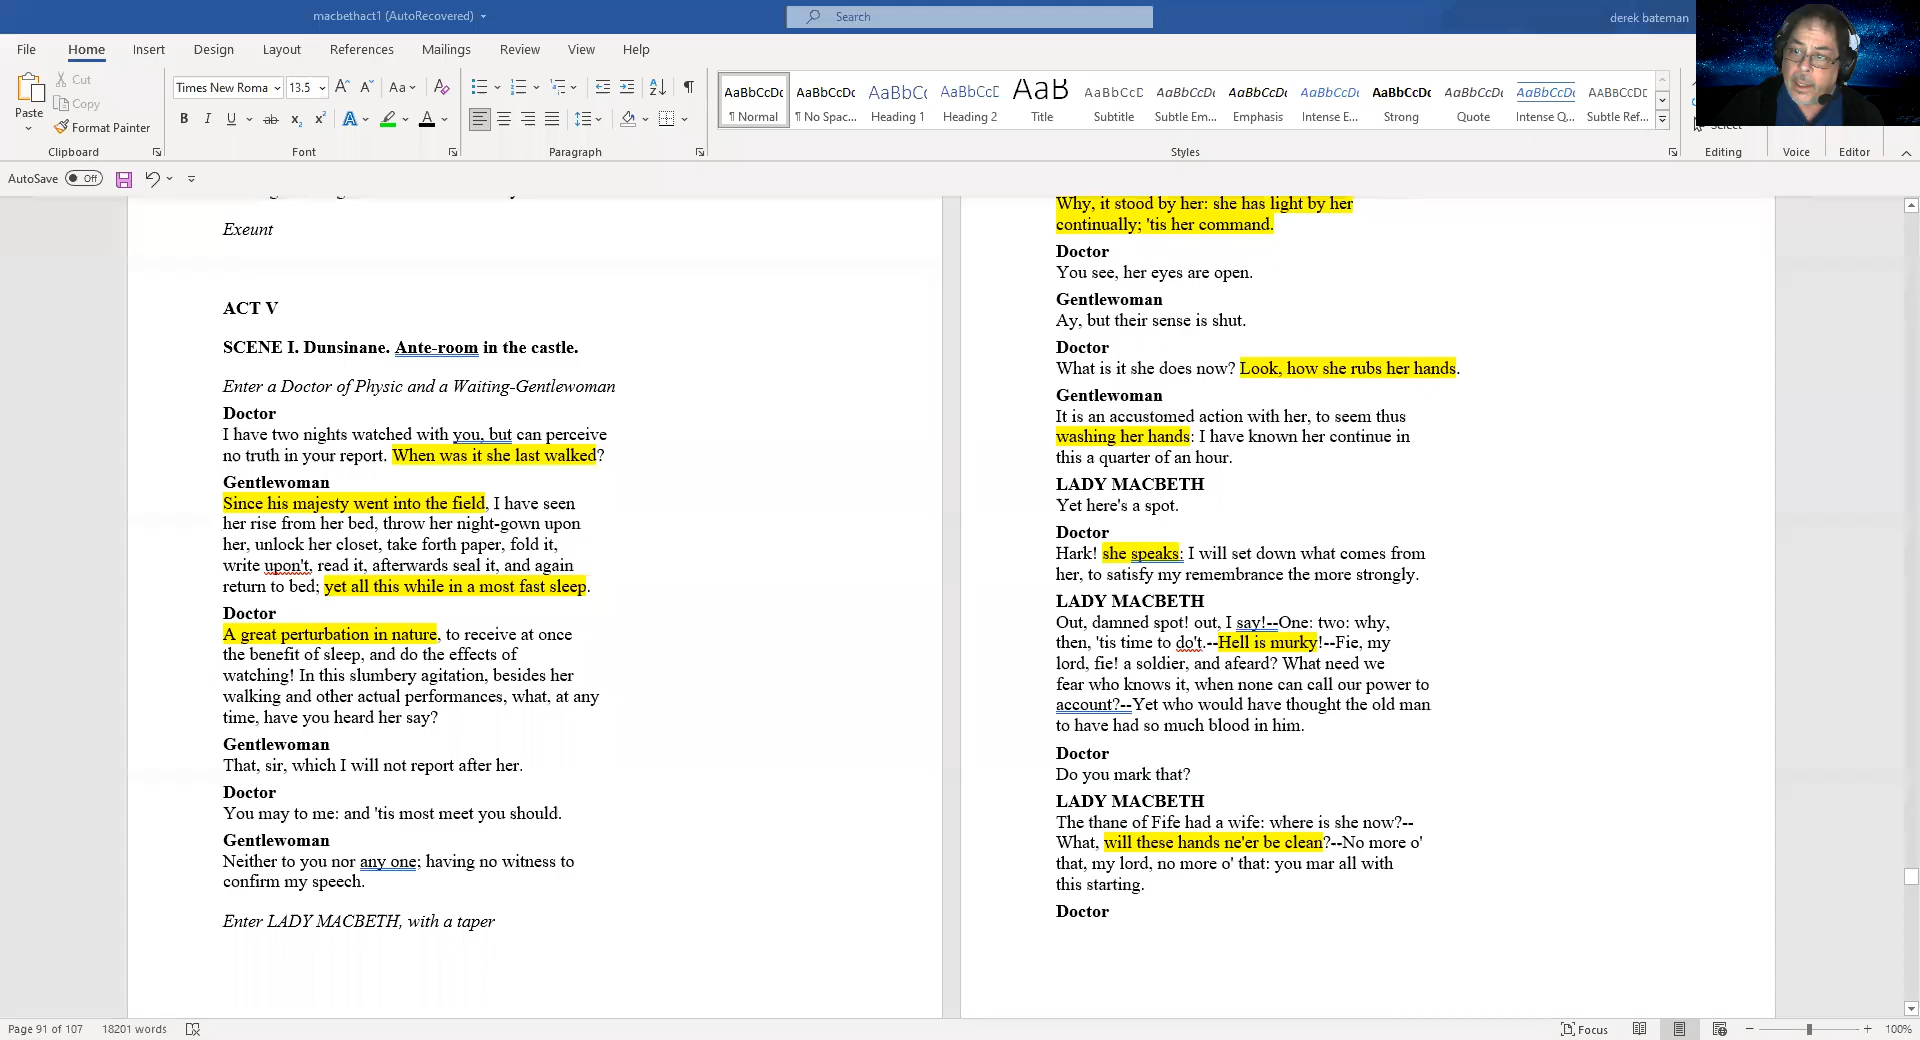 macbethact1 (AutoRecovered)
Search
derek bateman
File Home Insert Design Layout References Mailings Review View Help
Paste
Cut
Copy
Format Painter
Clipboard
Times New Roma 13.5
Font
Paragraph
AaBbCcDc AaBbCcDc AaBbCc AaBbCcD AaB AaBbCcD AaBbCcDc AaBbCcDc AaBbCcDc AaBbCcDc AaBbCcDc AaBbCcDc AABBCCDC
¶ Normal ¶ No Spac... Heading 1 Heading 2 Title Subtitle Subtle Em... Emphasis Intense E... Strong Quote Intense Q... Subtle Ref...
Styles
Select
Editing
Voice
Editor
AutoSave Off
Exeunt
ACT V
SCENE I. Dunsinane. Ante-room in the castle.
Enter a Doctor of Physic and a Waiting-Gentlewoman
Doctor
I have two nights watched with you, but can perceive
no truth in your report. When was it she last walked?
Gentlewoman
Since his majesty went into the field, I have seen
her rise from her bed, throw her night-gown upon
her, unlock her closet, take forth paper, fold it,
write upon't, read it, afterwards seal it, and again
return to bed; yet all this while in a most fast sleep.
Doctor
A great perturbation in nature, to receive at once
the benefit of sleep, and do the effects of
watching! In this slumbery agitation, besides her
walking and other actual performances, what, at any
time, have you heard her say?
Gentlewoman
That, sir, which I will not report after her.
Doctor
You may to me: and 'tis most meet you should.
Gentlewoman
Neither to you nor any one; having no witness to
confirm my speech.
Enter LADY MACBETH, with a taper
Why, it stood by her: she has light by her
continually; 'tis her command.
Doctor
You see, her eyes are open.
Gentlewoman
Ay, but their sense is shut.
Doctor
What is it she does now? Look, how she rubs her hands.
Gentlewoman
It is an accustomed action with her, to seem thus
washing her hands: I have known her continue in
this a quarter of an hour.
LADY MACBETH
Yet here's a spot.
Doctor
Hark! she speaks: I will set down what comes from
her, to satisfy my remembrance the more strongly.
LADY MACBETH
Out, damned spot! out, I say!--One: two: why,
then, 'tis time to do't.--Hell is murky!--Fie, my
lord, fie! a soldier, and afeard? What need we
fear who knows it, when none can call our power to
account?--Yet who would have thought the old man
to have had so much blood in him.
Doctor
Do you mark that?
LADY MACBETH
The thane of Fife had a wife: where is she now?--
What, will these hands ne'er be clean?--No more o'
that, my lord, no more o' that: you mar all with
this starting.
Doctor
Page 91 of 107 18201 words
Focus
100%